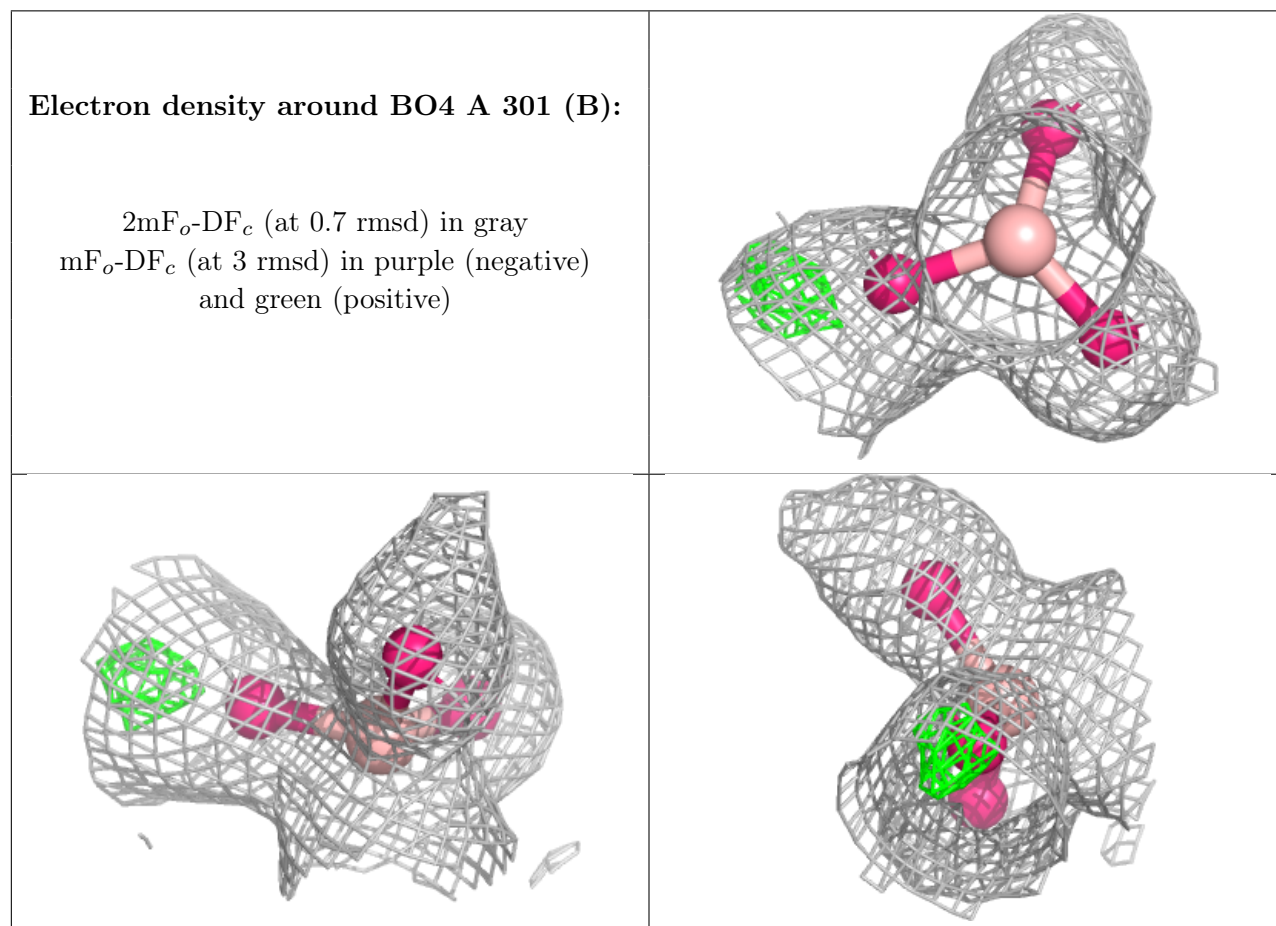 Electron density around BO4 A 301 (B):
2mFo-DFc (at 0.7 rmsd) in gray
mFo-DFc (at 3 rmsd) in purple (negative)
and green (positive)